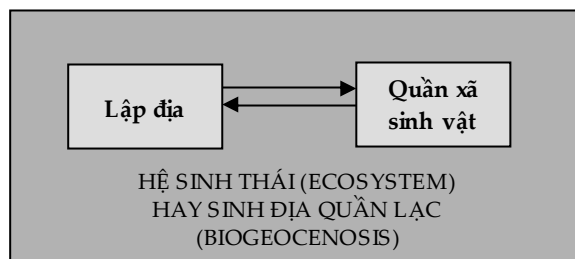 Lập địa
Quần xã
sinh vật
HỆ SINH THÁI (ECOSYSTEM)
HAY SINH ĐỊA QUẦN LẠC
(BIOGEOCENOSIS)